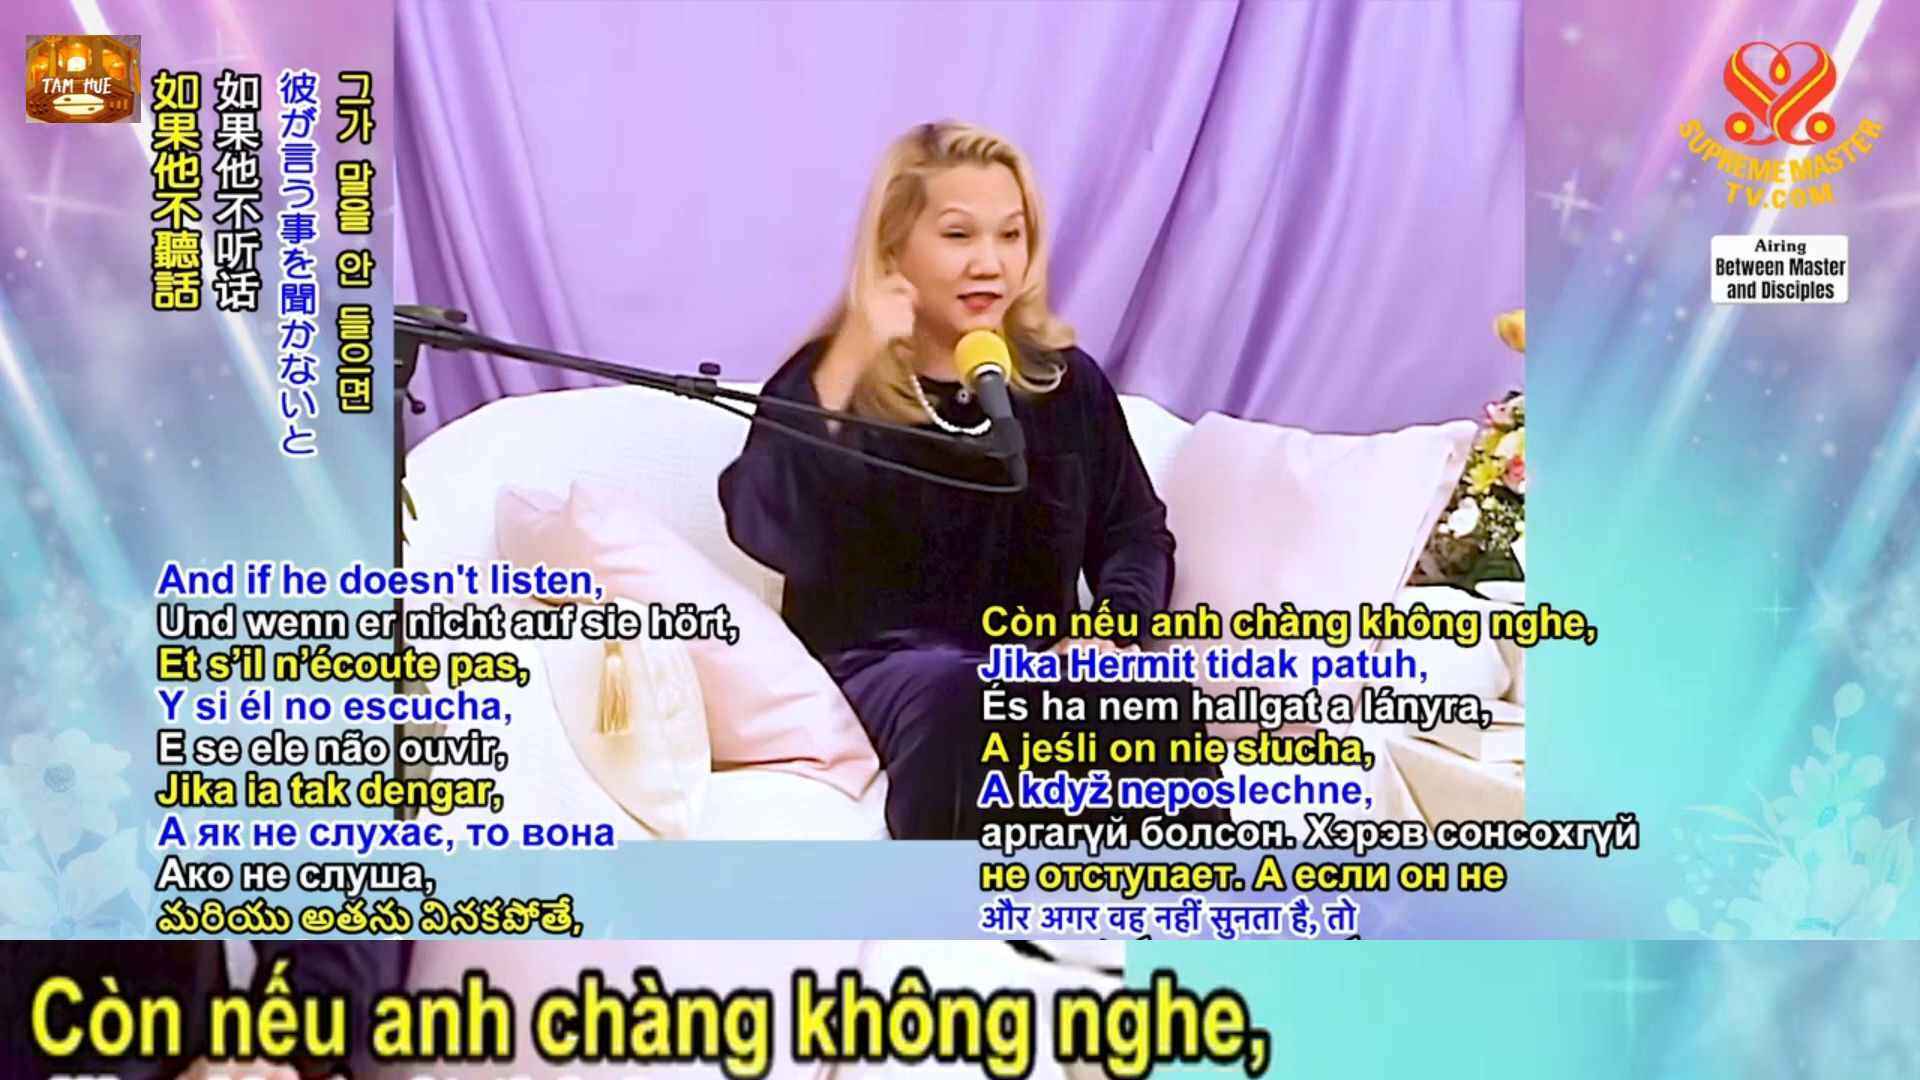 TAM HUE
如果他不聽話
如果他不听话
彼が言う事を聞かないと
그가 말을 안 들으면
SUPREME MASTER
TV.COM
Airing
Between Master
and Disciples
And if he doesn't listen,
Und wenn er nicht auf sie hört,
Et s’il n’écoute pas,
Y si él no escucha,
E se ele não ouvir,
Jika ia tak dengar,
А як не слухає, то вона
Ако не слуша,
మరియు అతను వినకపోతే,
Còn nếu anh chàng không nghe,
Jika Hermit tidak patuh,
És ha nem hallgat a lányra,
A jeśli on nie słucha,
A když neposlechne,
аргагүй болсон. Хэрэв сонсохгүй
не отступает. А если он не
और अगर वह नहीं सुनता है, तो
Còn nếu anh chàng không nghe,